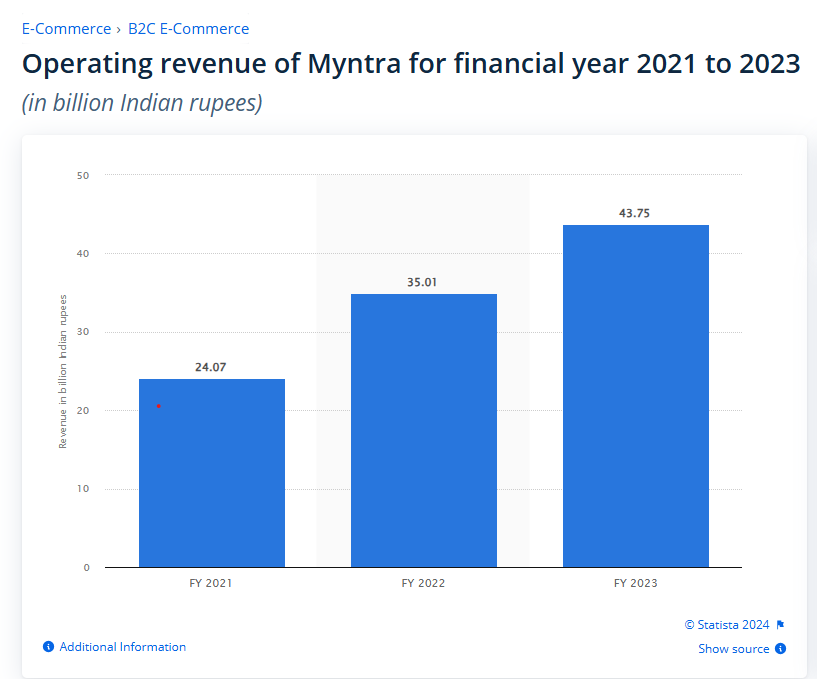 E-Commerce › B2C E-Commerce
Operating revenue of Myntra for financial year 2021 to 2023
(in billion Indian rupees)
50
43.75
40
35.01
30
24.07
20
10
0
Revenue in billion Indian rupees
FY 2021 FY 2022 FY 2023
© Statista 2024
Additional Information
Show source